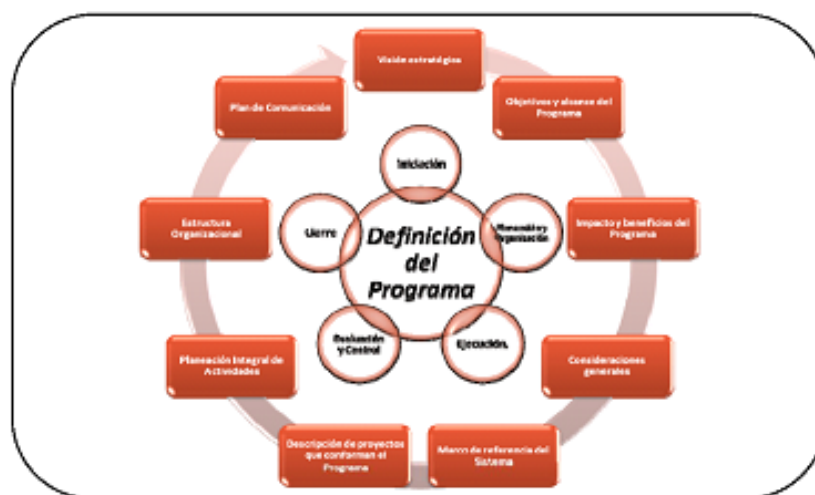 Visión estratégica
Objetivos y alcance del
Programa
Impacto y beneficios del
Programa
Consideraciones
generales
Marco de referencia del
Sistema
Descripción de proyectos
que conforman el
Programa
Planeación Integral de
Actividades
Estructura
Organizacional
Plan de Comunicación
Iniciación
Planeación y
Organización
Ejecución.
Evaluación
y Control
Cierre
Definición
del
Programa